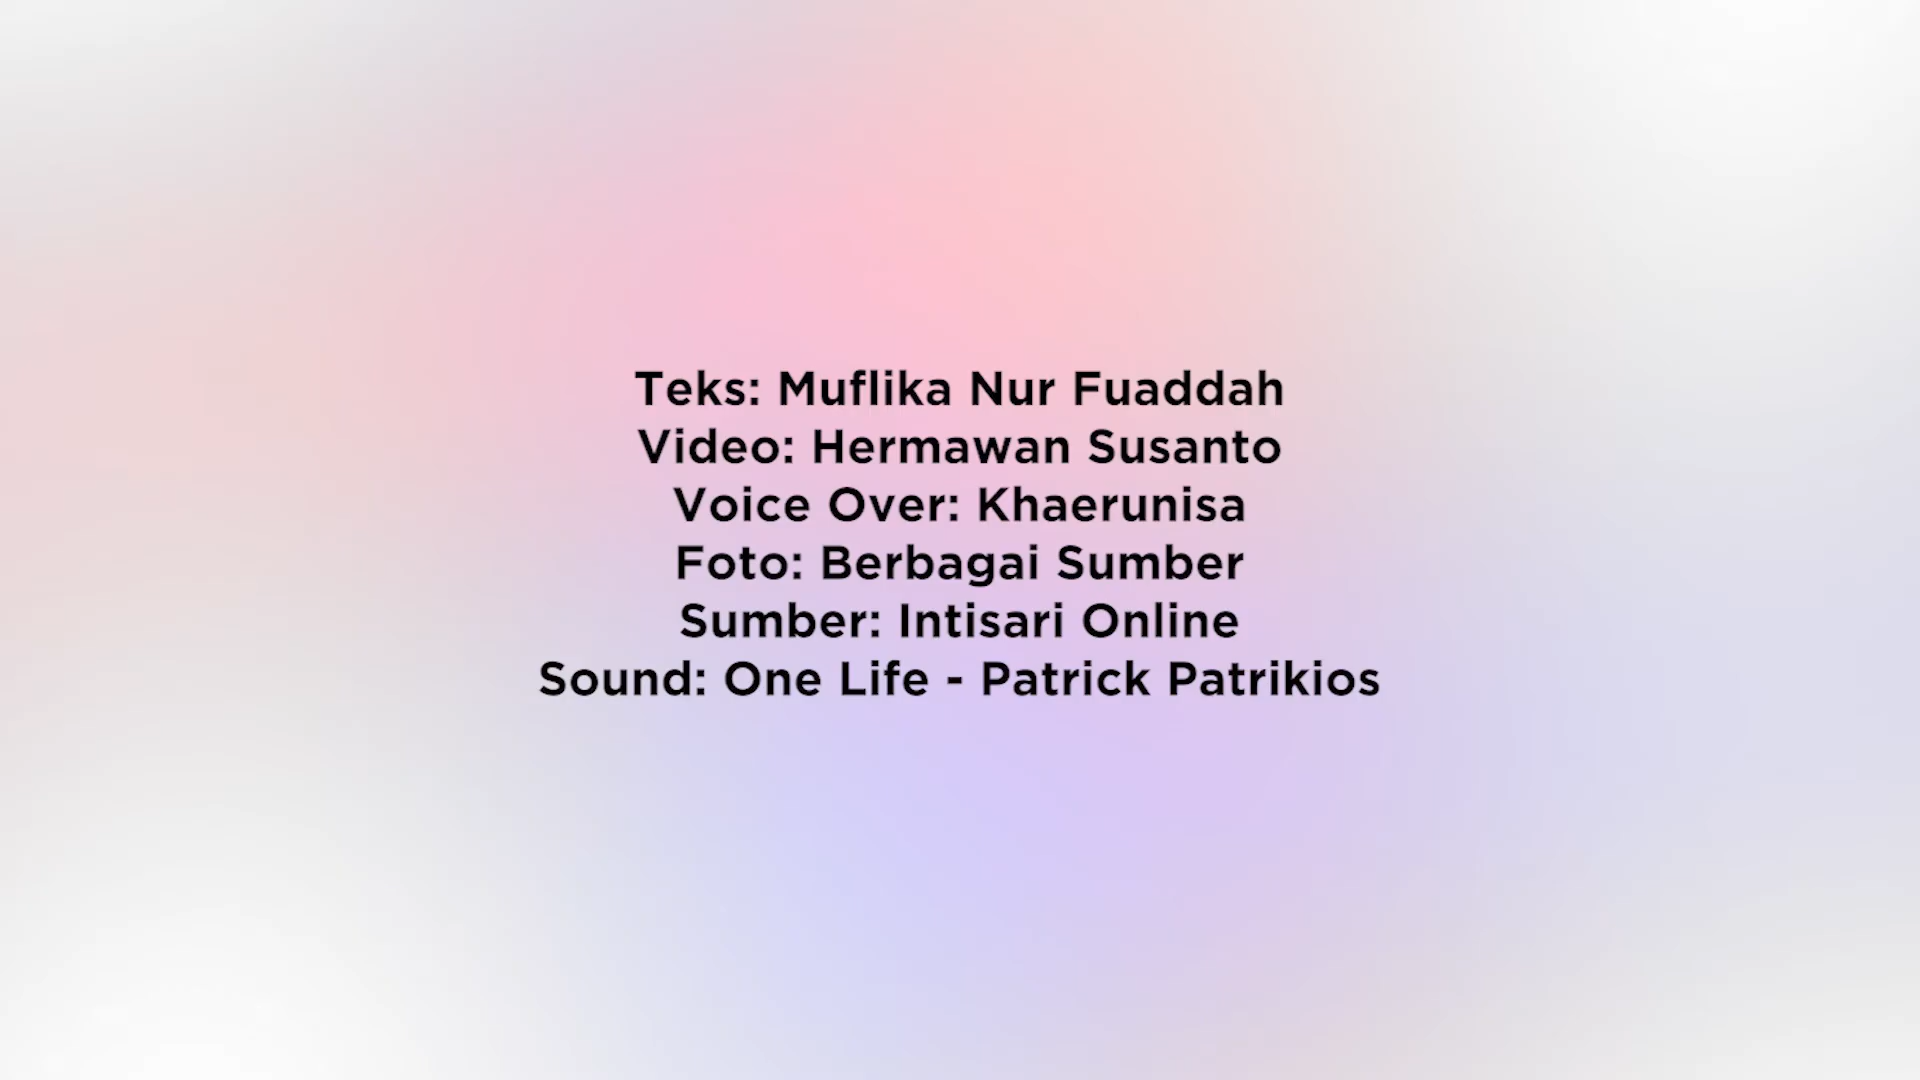 Teks: Muflika Nur Fuaddah
Video: Hermawan Susanto
Voice Over: Khaerunisa
Foto: Berbagai Sumber
Sumber: Intisari Online
Sound: One Life - Patrick Patrikios